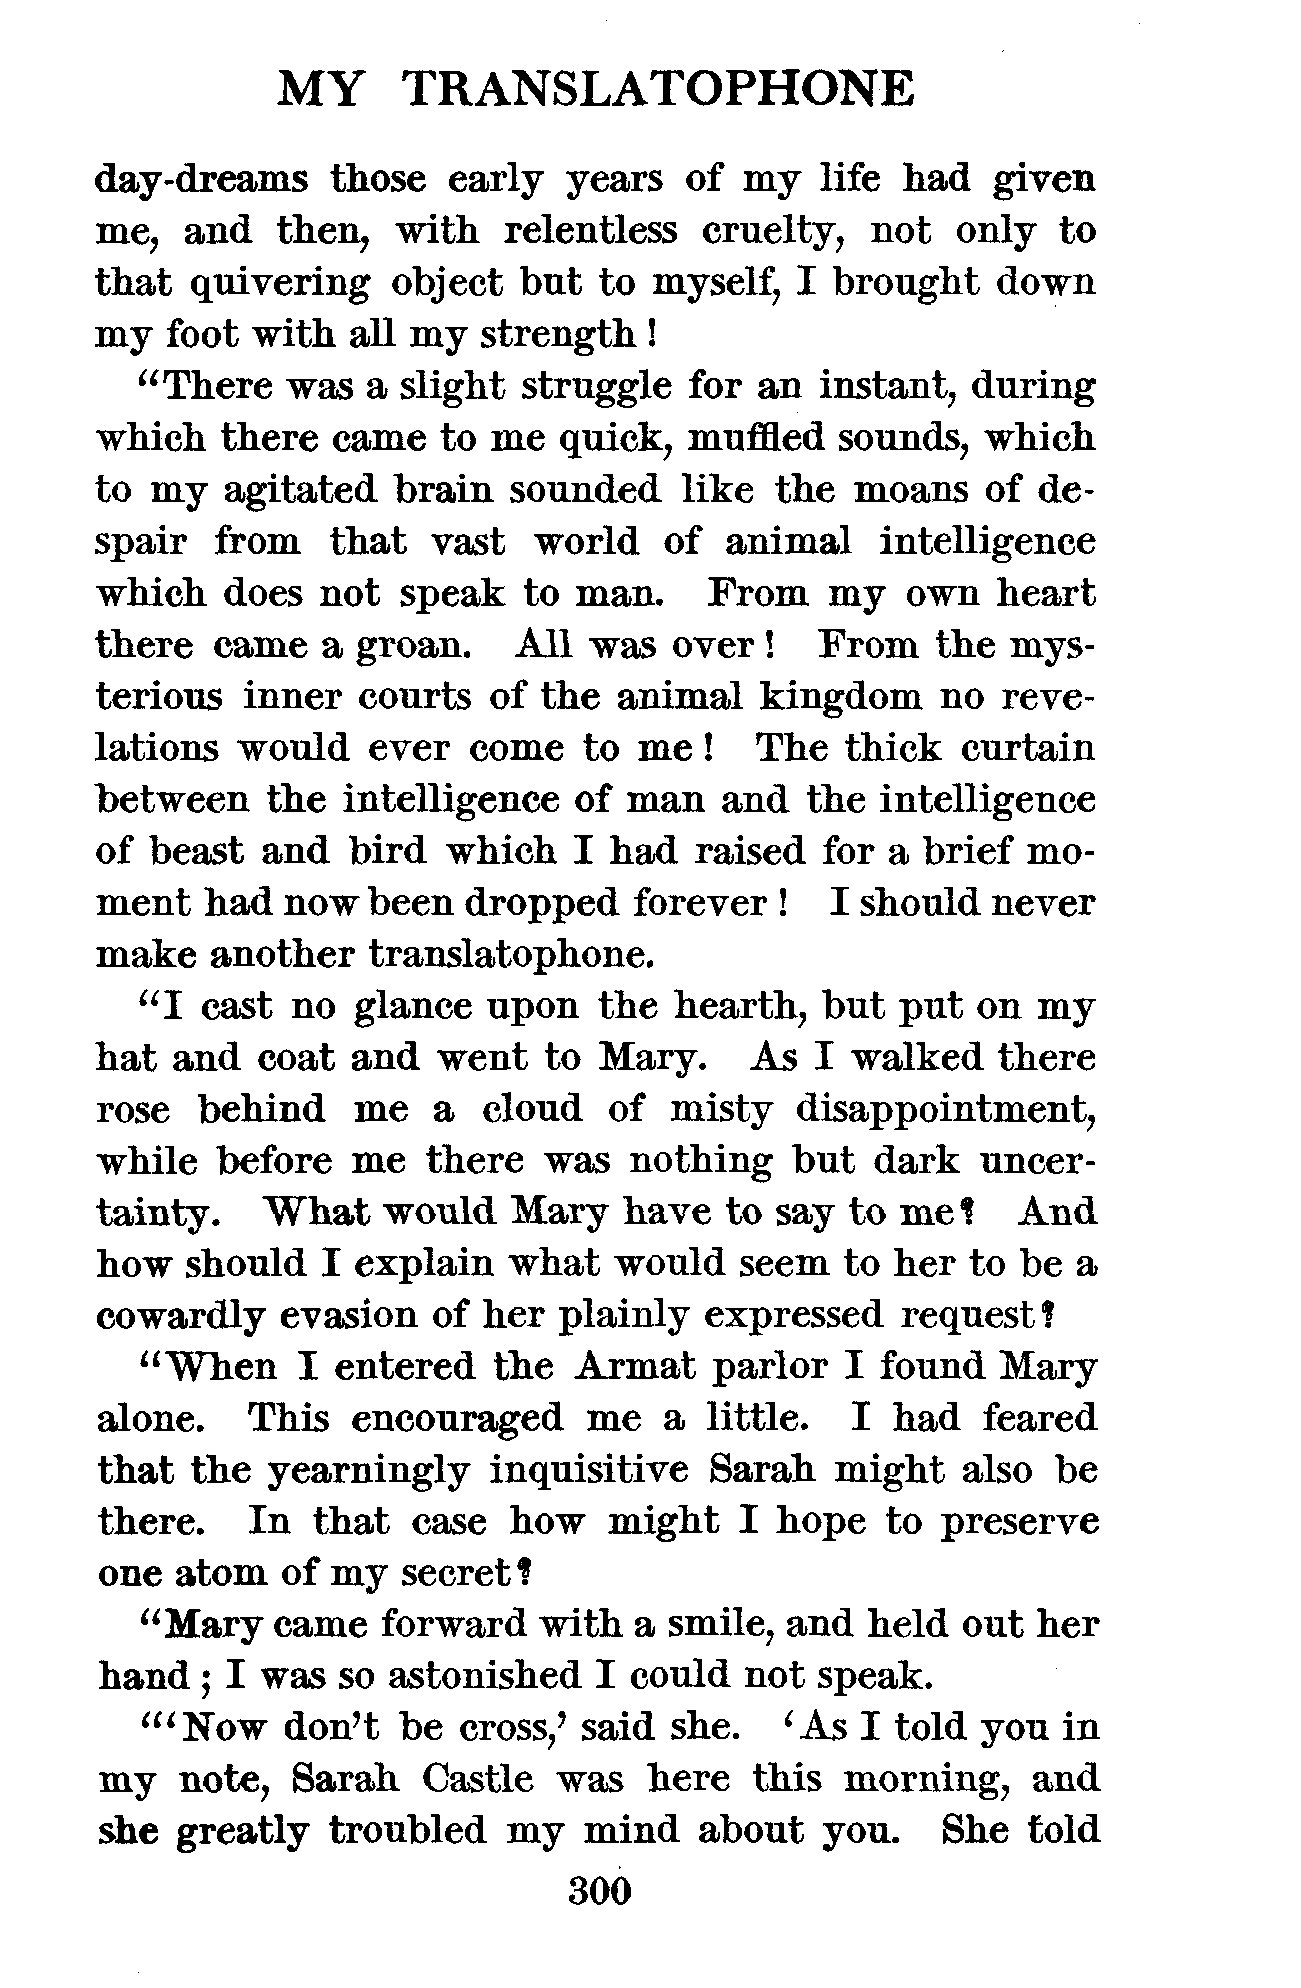 MY TRANSLATOPHONE
day-dreams those early years of my life had given
me, and then, with relentless cruelty, not only to
that quivering object but to myself, I brought down
my foot with all my strength !
"There was a slight struggle for an instant, during
which there came to me quick, muffled sounds, which
to my agitated brain sounded like the moans of de-
spair from that vast world of animal intelligence
which does not speak to man. From my own heart
there came a groan. All was over ! From the mys-
terious inner courts of the animal kingdom no reve-
lations would ever come to me ! The thick curtain
between the intelligence of man and the intelligence
of beast and bird which I had raised for a brief mo-
ment had now been dropped forever ! I should never
make another translatophone.
"I cast no glance upon the hearth, but put on my
hat and coat and went to Mary. As I walked there
rose behind me a cloud of misty disappointment,
while before me there was nothing but dark uncer-
tainty. What would Mary have to say to me? And
how should I explain what would seem to her to be a
cowardly evasion of her plainly expressed request?
"When I entered the Armat parlor I found Mary
alone. This encouraged me a little. I had feared
that the yearningly inquisitive Sarah might also be
there. In that case how might I hope to preserve
one atom of my secret?
"Mary came forward with a smile, and held out her
hand ; I was so astonished I could not speak.
"'Now don't be cross,' said she. 'As I told you in
my note, Sarah Castle was here this morning, and
she greatly troubled my mind about you. She told
300